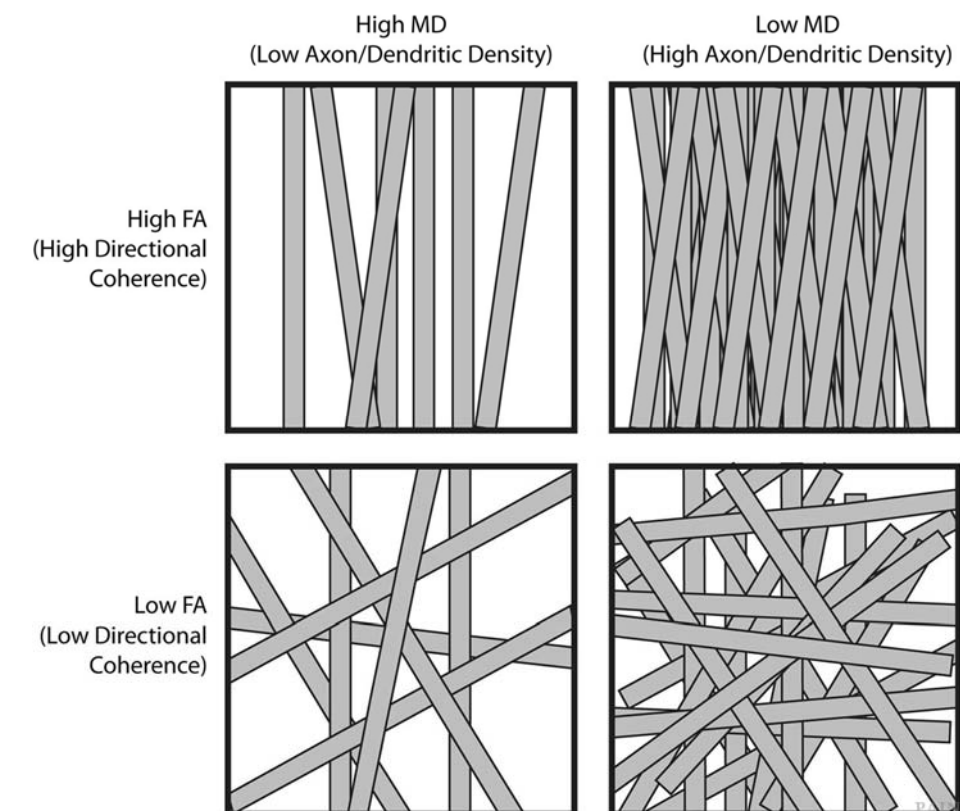 High MD
(Low Axon/Dendritic Density)
Low MD
(High Axon/Dendritic Density)
High FA
(High Directional
Coherence)
Low FA
(Low Directional
Coherence)